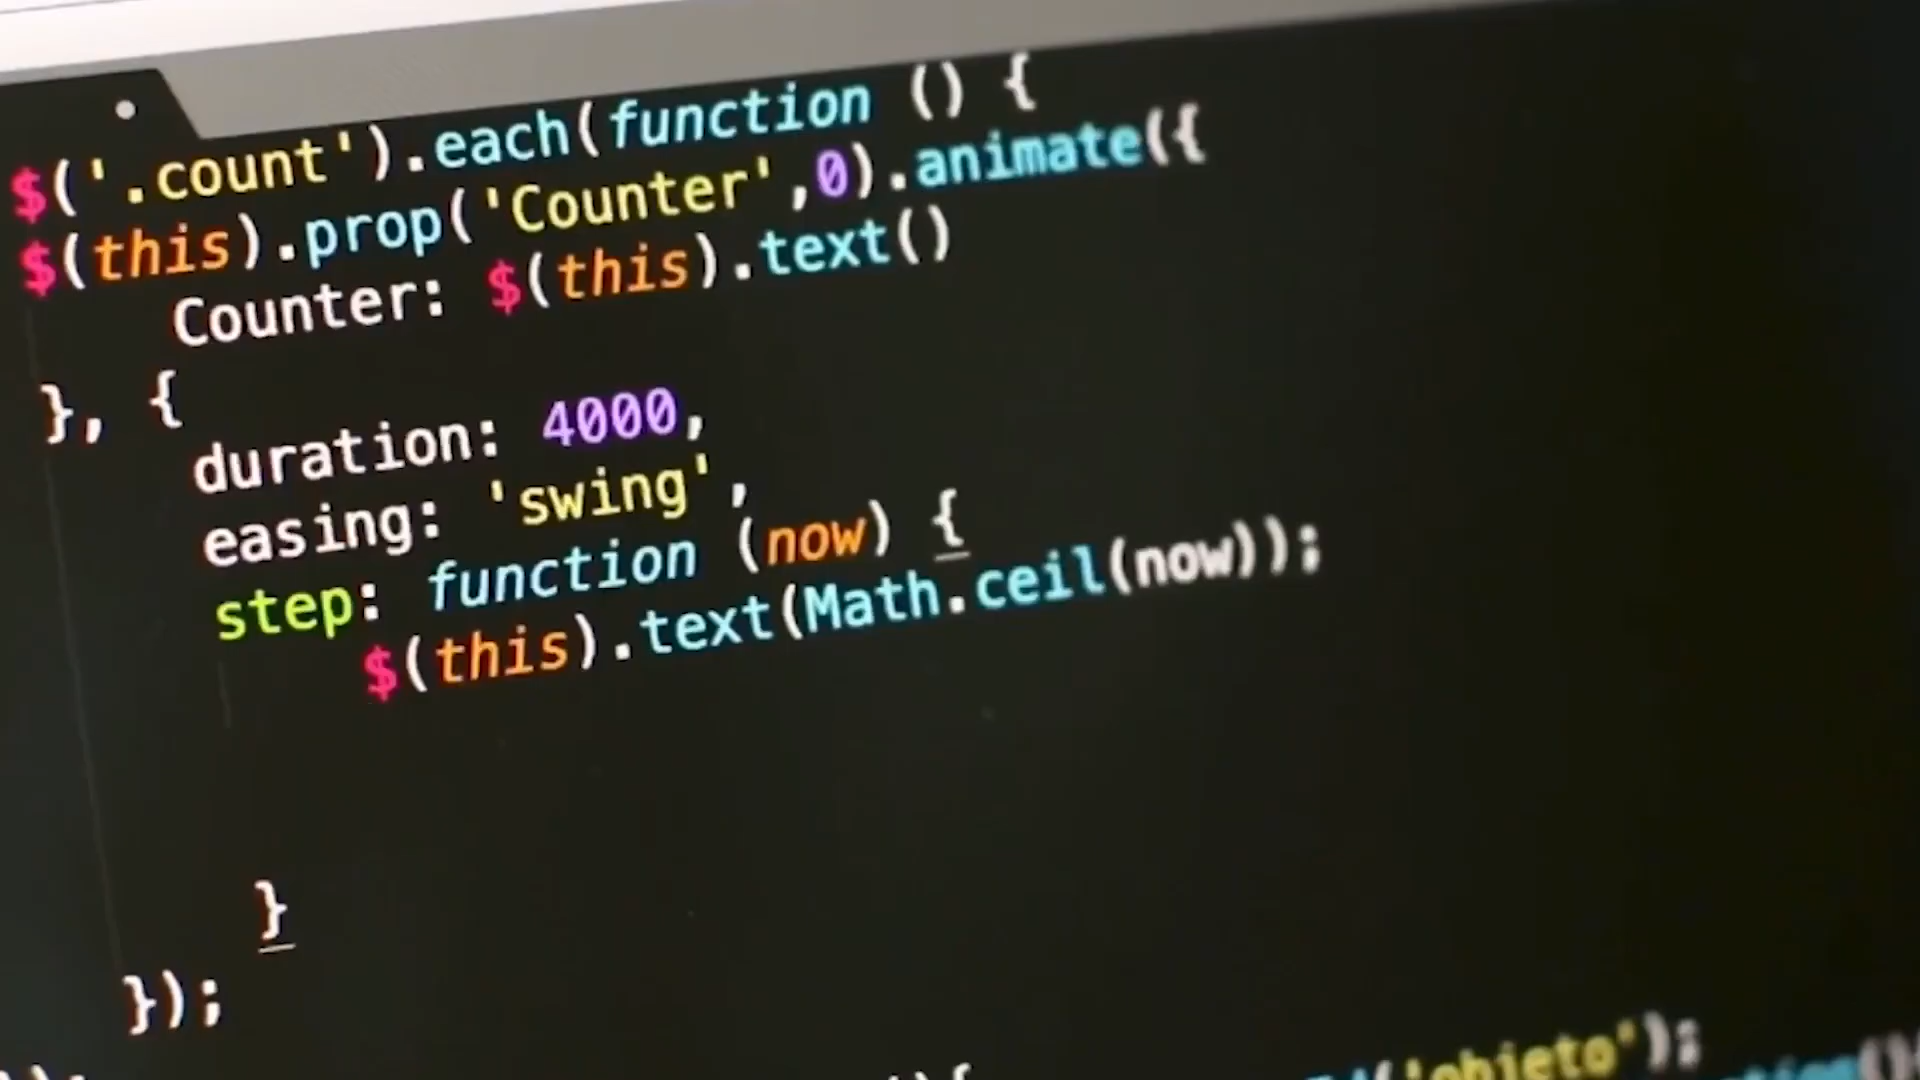 $('.count').each(function () {
$(this).prop('Counter',0).animate({
Counter: $(this).text()
}, {
duration: 4000,
easing: 'swing',
step: function (now) {
$(this).text(Math.ceil(now));
}
});
('objeto');